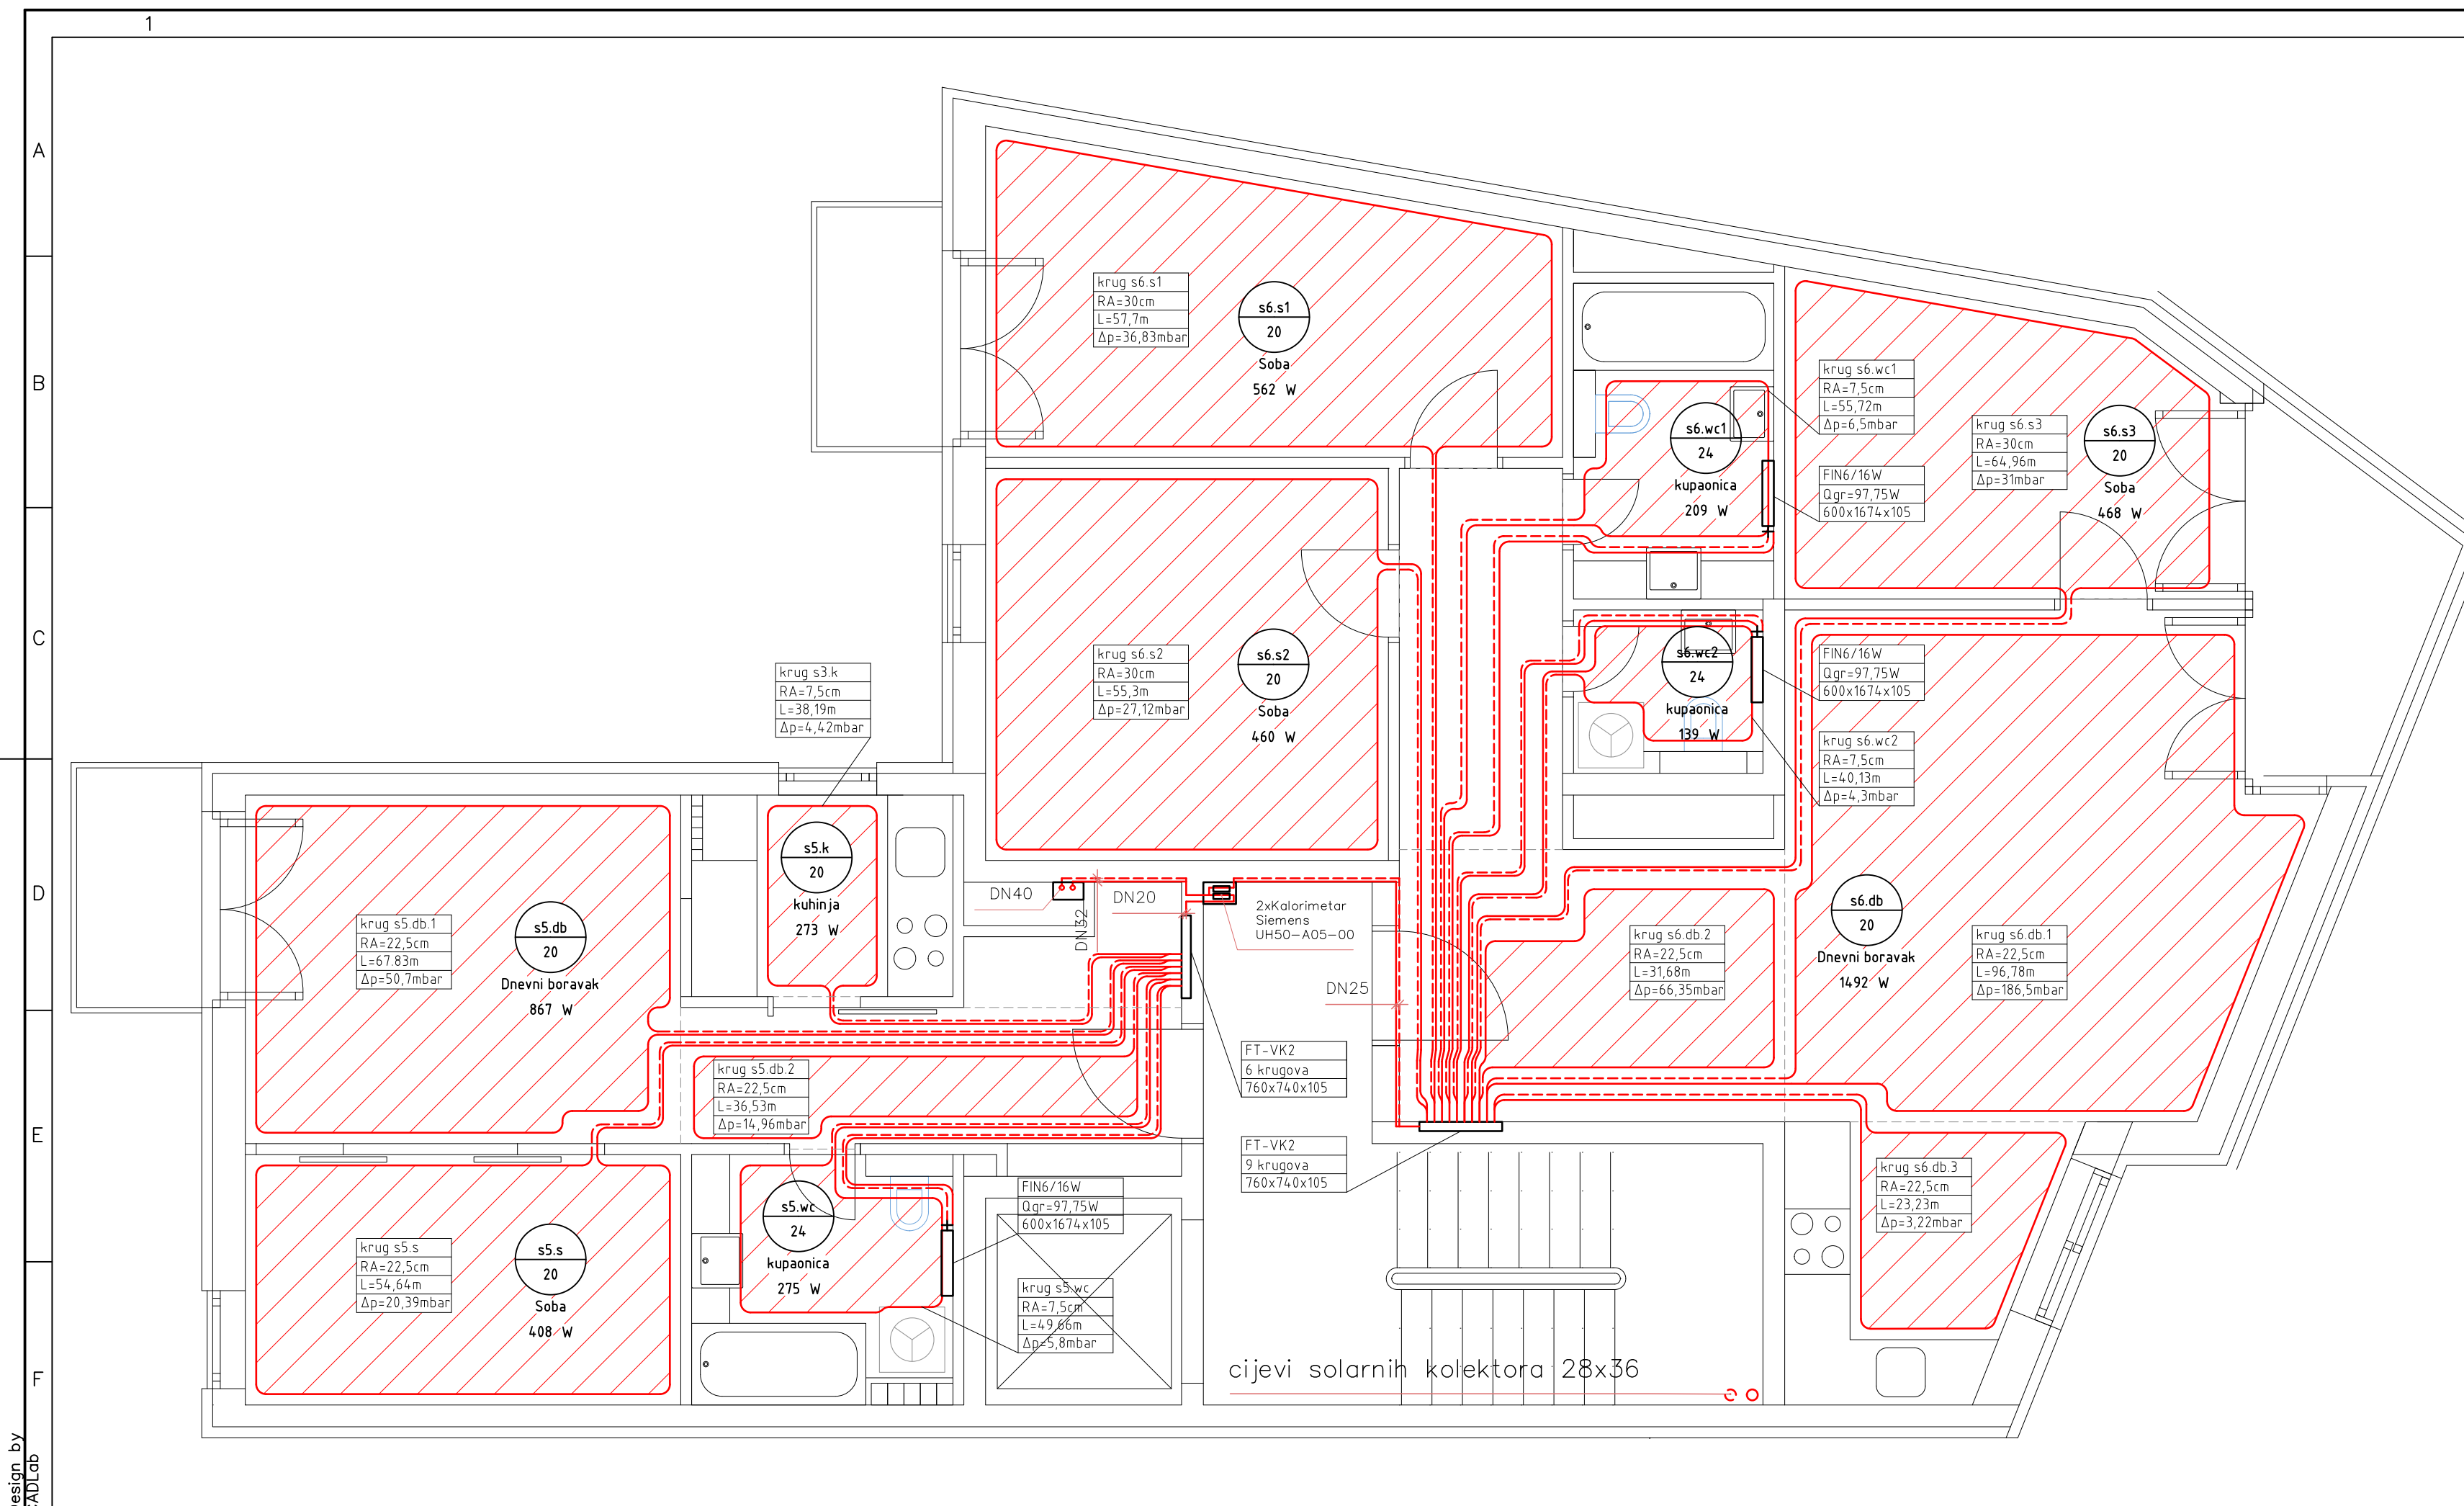 1
A
B
C
D
E
F
krug s6.s1
RA=30cm
L=57,7m
Δp=36,83mbar
s6.s1
20
Soba
562 W
krug s6.wc1
RA=7,5cm
L=55,72m
Δp=6,5mbar
s6.wc1
24
kupaonica
209 W
FIN6/16W
Qgr=97,75W
600x1674x105
krug s6.s3
RA=30cm
L=64,96m
Δp=31mbar
s6.s3
20
Soba
468 W
krug s6.s2
RA=30cm
L=55,3m
Δp=27,12mbar
s6.s2
20
Soba
460 W
s6.wc2
24
kupaonica
139 W
FIN6/16W
Qgr=97,75W
600x1674x105
krug s6.wc2
RA=7,5cm
L=40,13m
Δp=4,3mbar
krug s3.k
RA=7,5cm
L=38,19m
Δp=4,42mbar
s5.k
20
kuhinja
273 W
krug s5.db.1
RA=22,5cm
L=67.83m
Δp=50,7mbar
s5.db
20
Dnevni boravak
867 W
DN40
DN32
DN20
2xKalorimetar
Siemens
UH50-A05-00
DN25
krug s6.db.2
RA=22,5cm
L=31,68m
Δp=66,35mbar
s6.db
20
Dnevni boravak
1492 W
krug s6.db.1
RA=22,5cm
L=96,78m
Δp=186,5mbar
krug s5.db.2
RA=22,5cm
L=36,53m
Δp=14,96mbar
FT-VK2
6 krugova
760x740x105
FT-VK2
9 krugova
760x740x105
krug s6.db.3
RA=22,5cm
L=23,23m
Δp=3,22mbar
krug s5.s
RA=22,5cm
L=54,64m
Δp=20,39mbar
s5.s
20
Soba
408 W
s5.wc
24
kupaonica
275 W
FIN6/16W
Qgr=97,75W
600x1674x105
krug s5.wc
RA=7,5cm
L=49,66m
Δp=5,8mbar
cijevi solarnih kolektora 28x36
Design by
CADLab